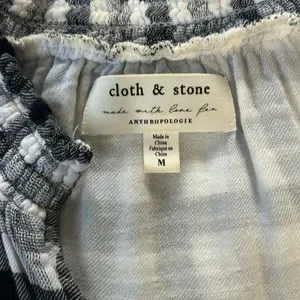 cloth & stone
made with love for
ANTHROPOLOGIE
Made in
China
Fabriqué en
Chine
M